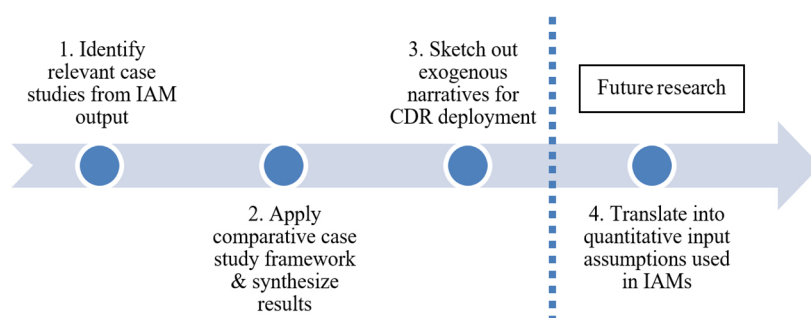 1. Identify
relevant case
studies from IAM
output
2. Apply
comparative case
study framework
& synthesize
results
3. Sketch out
exogenous
narratives for
CDR deployment
Future research
4. Translate into
quantitative input
assumptions used
in IAMs